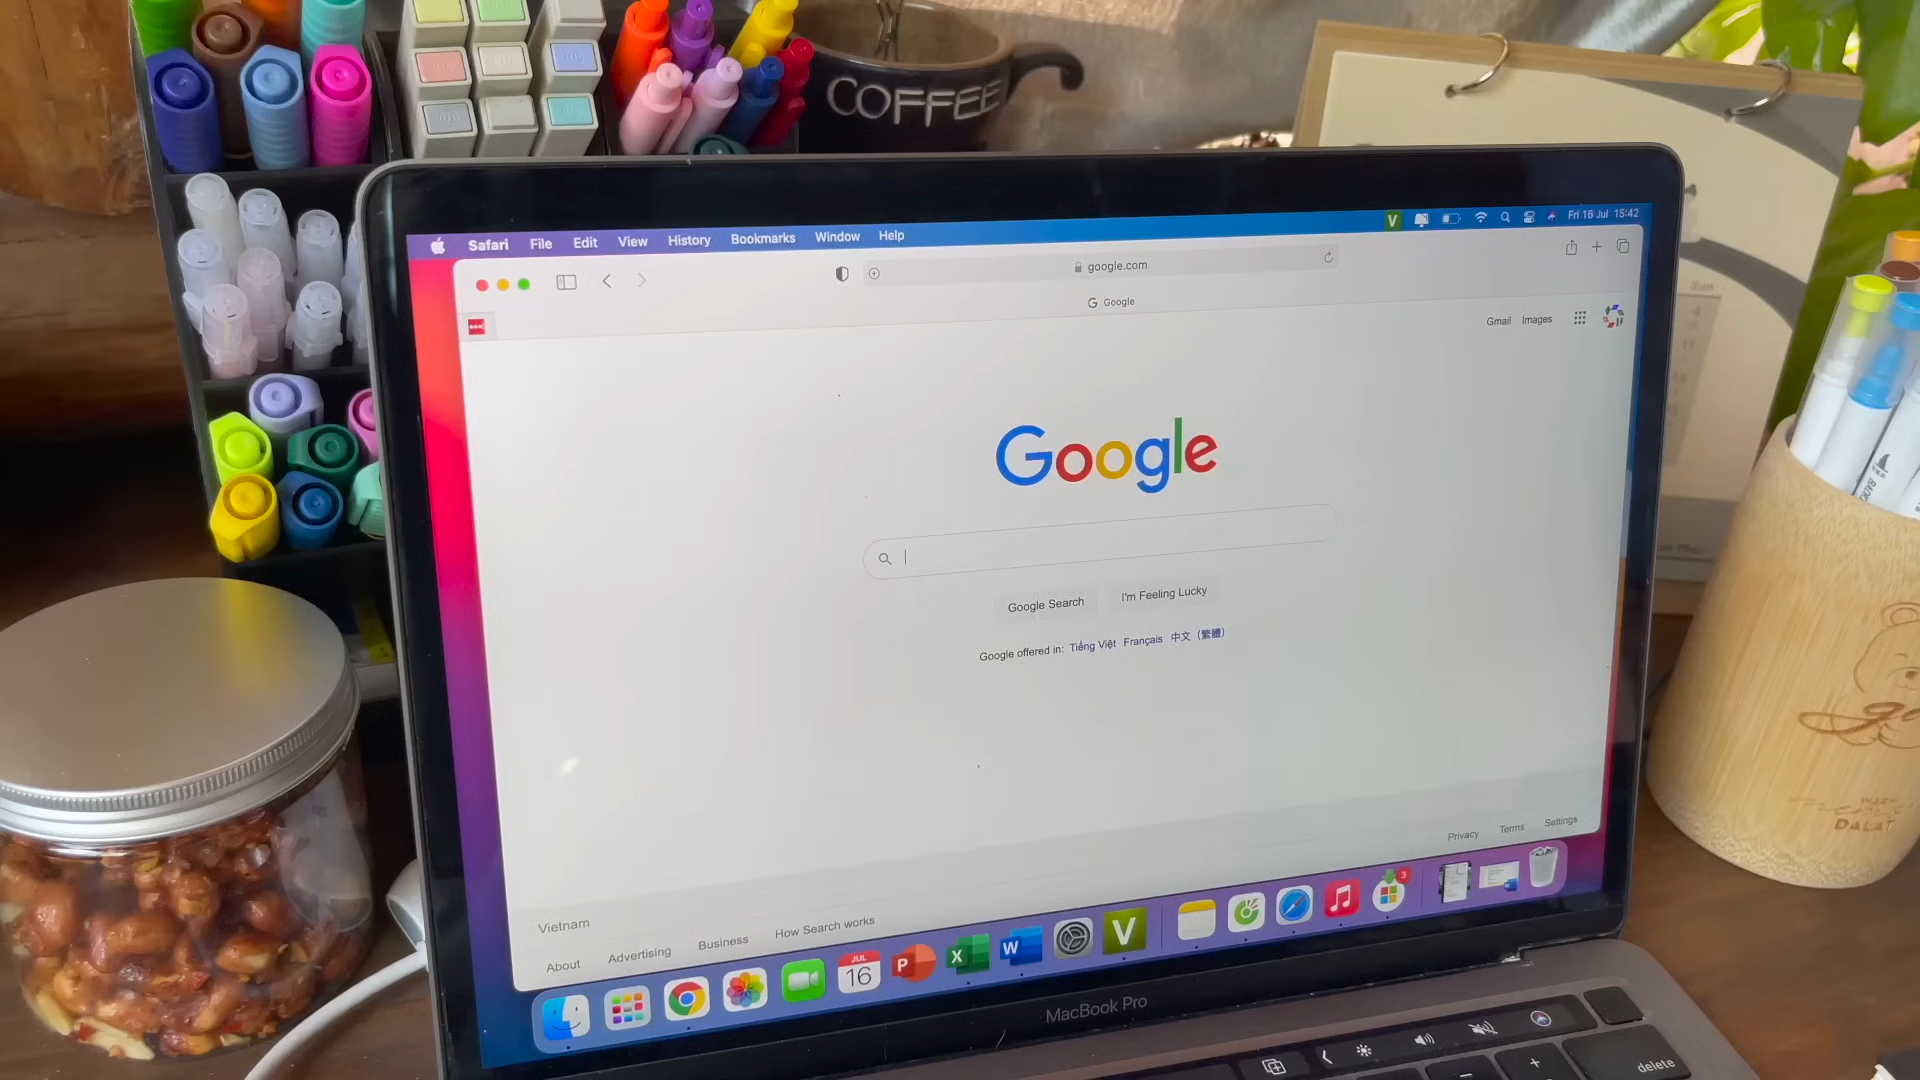 COFFEE
Safari File Edit View History Bookmarks Window Help
V Fri 16 Jul 15:42
google.com
G Google
Gmail Images
Google
Google Search I'm Feeling Lucky
Google offered in: Tiếng Việt Français 中文（繁體）
Privacy Terms Settings
Vietnam
About Advertising Business How Search works
JUL
16
P
X
W
V
3
MacBook Pro
delete
DALAT